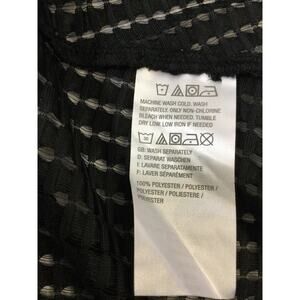 MACHINE WASH COLD. WASH
SEPARATELY. ONLY NON-CHLORINE
BLEACH WHEN NEEDED. TUMBLE
DRY LOW. LOW IRON IF NEEDED
GB: WASH SEPARATELY
D: SEPARAT WASCHEN
I: LAVARE SEPARATAMENTE
F: LAVER SÉPARÉMENT
100% POLYESTER / POLYESTER
/ POLYESTER / POLIESTERE /
POLYESTER